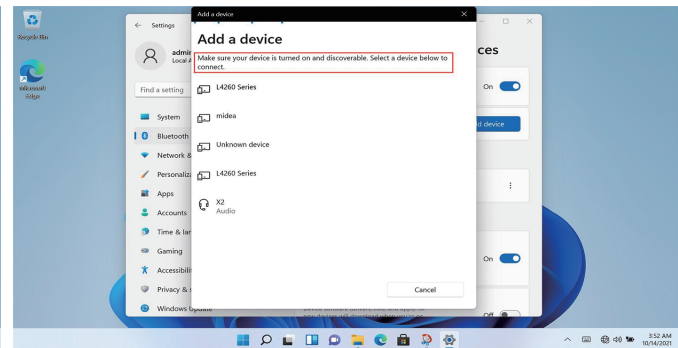 Recycle Bin
Microsoft
Edge
Settings
admin
Local A
Find a setting
System
Bluetooth
Network &
Personaliza
Apps
Accounts
Time & lan
Gaming
Accessibili
Privacy & s
Windows Update
Add a device
Add a device
Make sure your device is turned on and discoverable. Select a device below to
connect.
L4260 Series
midea
Unknown device
L4260 Series
X2
Audio
Cancel
ces
On
d device
On
Off
3:52 AM
10/14/2021